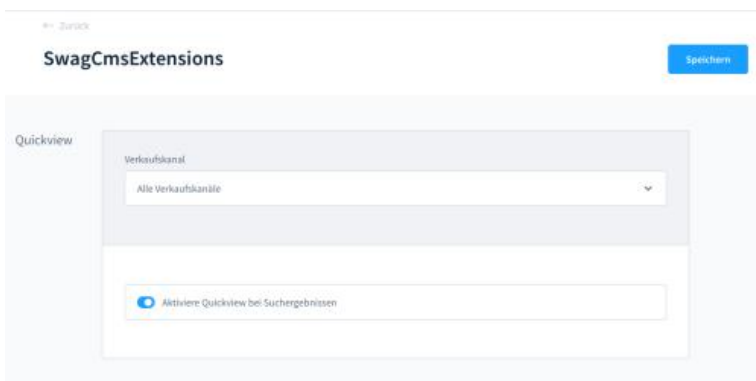 ← Zurück
SwagCmsExtensions
Speichern
Quickview
Verkaufskanal
Alle Verkaufskanäle
Aktiviere Quickview bei Suchergebnissen